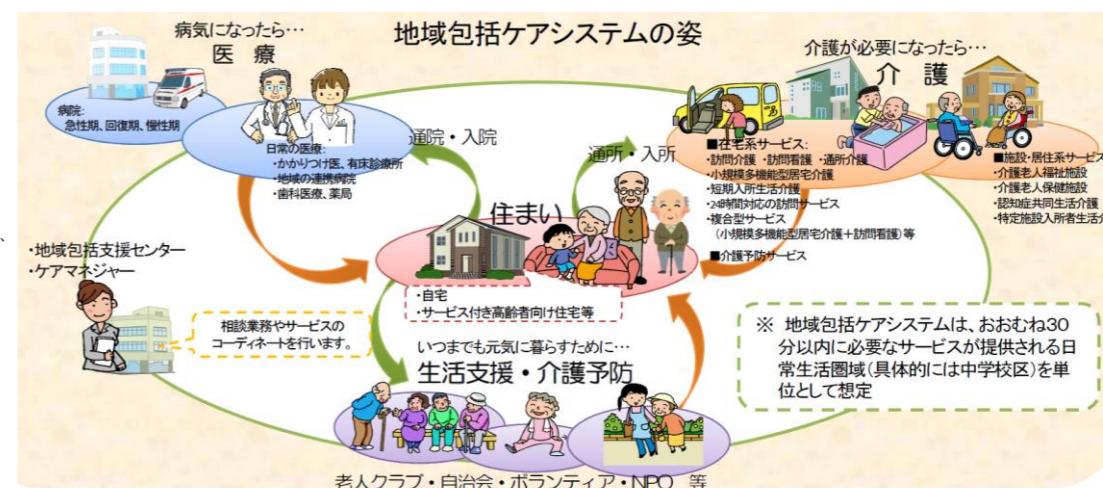 地域包括ケアシステムの姿
病気になったら…
医 療
病院:
急性期、回復期、慢性期
日常の医療:
・かかりつけ医、有床診療所
・地域の連携病院
・歯科医療、薬局
通院・入院
通所・入所
介護が必要になったら…
介 護
■在宅系サービス:
・訪問介護 ・訪問看護 ・通所介護
・小規模多機能型居宅介護
・短期入所生活介護
・24時間対応の訪問サービス
・複合型サービス
(小規模多機能型居宅介護+訪問看護)等
■介護予防サービス
■施設・居住系サービス
・介護老人福祉施設
・介護老人保健施設
・認知症共同生活介護
・特定施設入所者生活介
住まい
・自宅
・サービス付き高齢者向け住宅等
、
・地域包括支援センター
・ケアマネジャー
相談業務やサービスの
コーディネートを行います。
いつまでも元気に暮らすために…
生活支援・介護予防
老人クラブ・自治会・ボランティア・NPO 等
※ 地域包括ケアシステムは、おおむね30
分以内に必要なサービスが提供される日
常生活圏域(具体的には中学校区)を単
位として想定